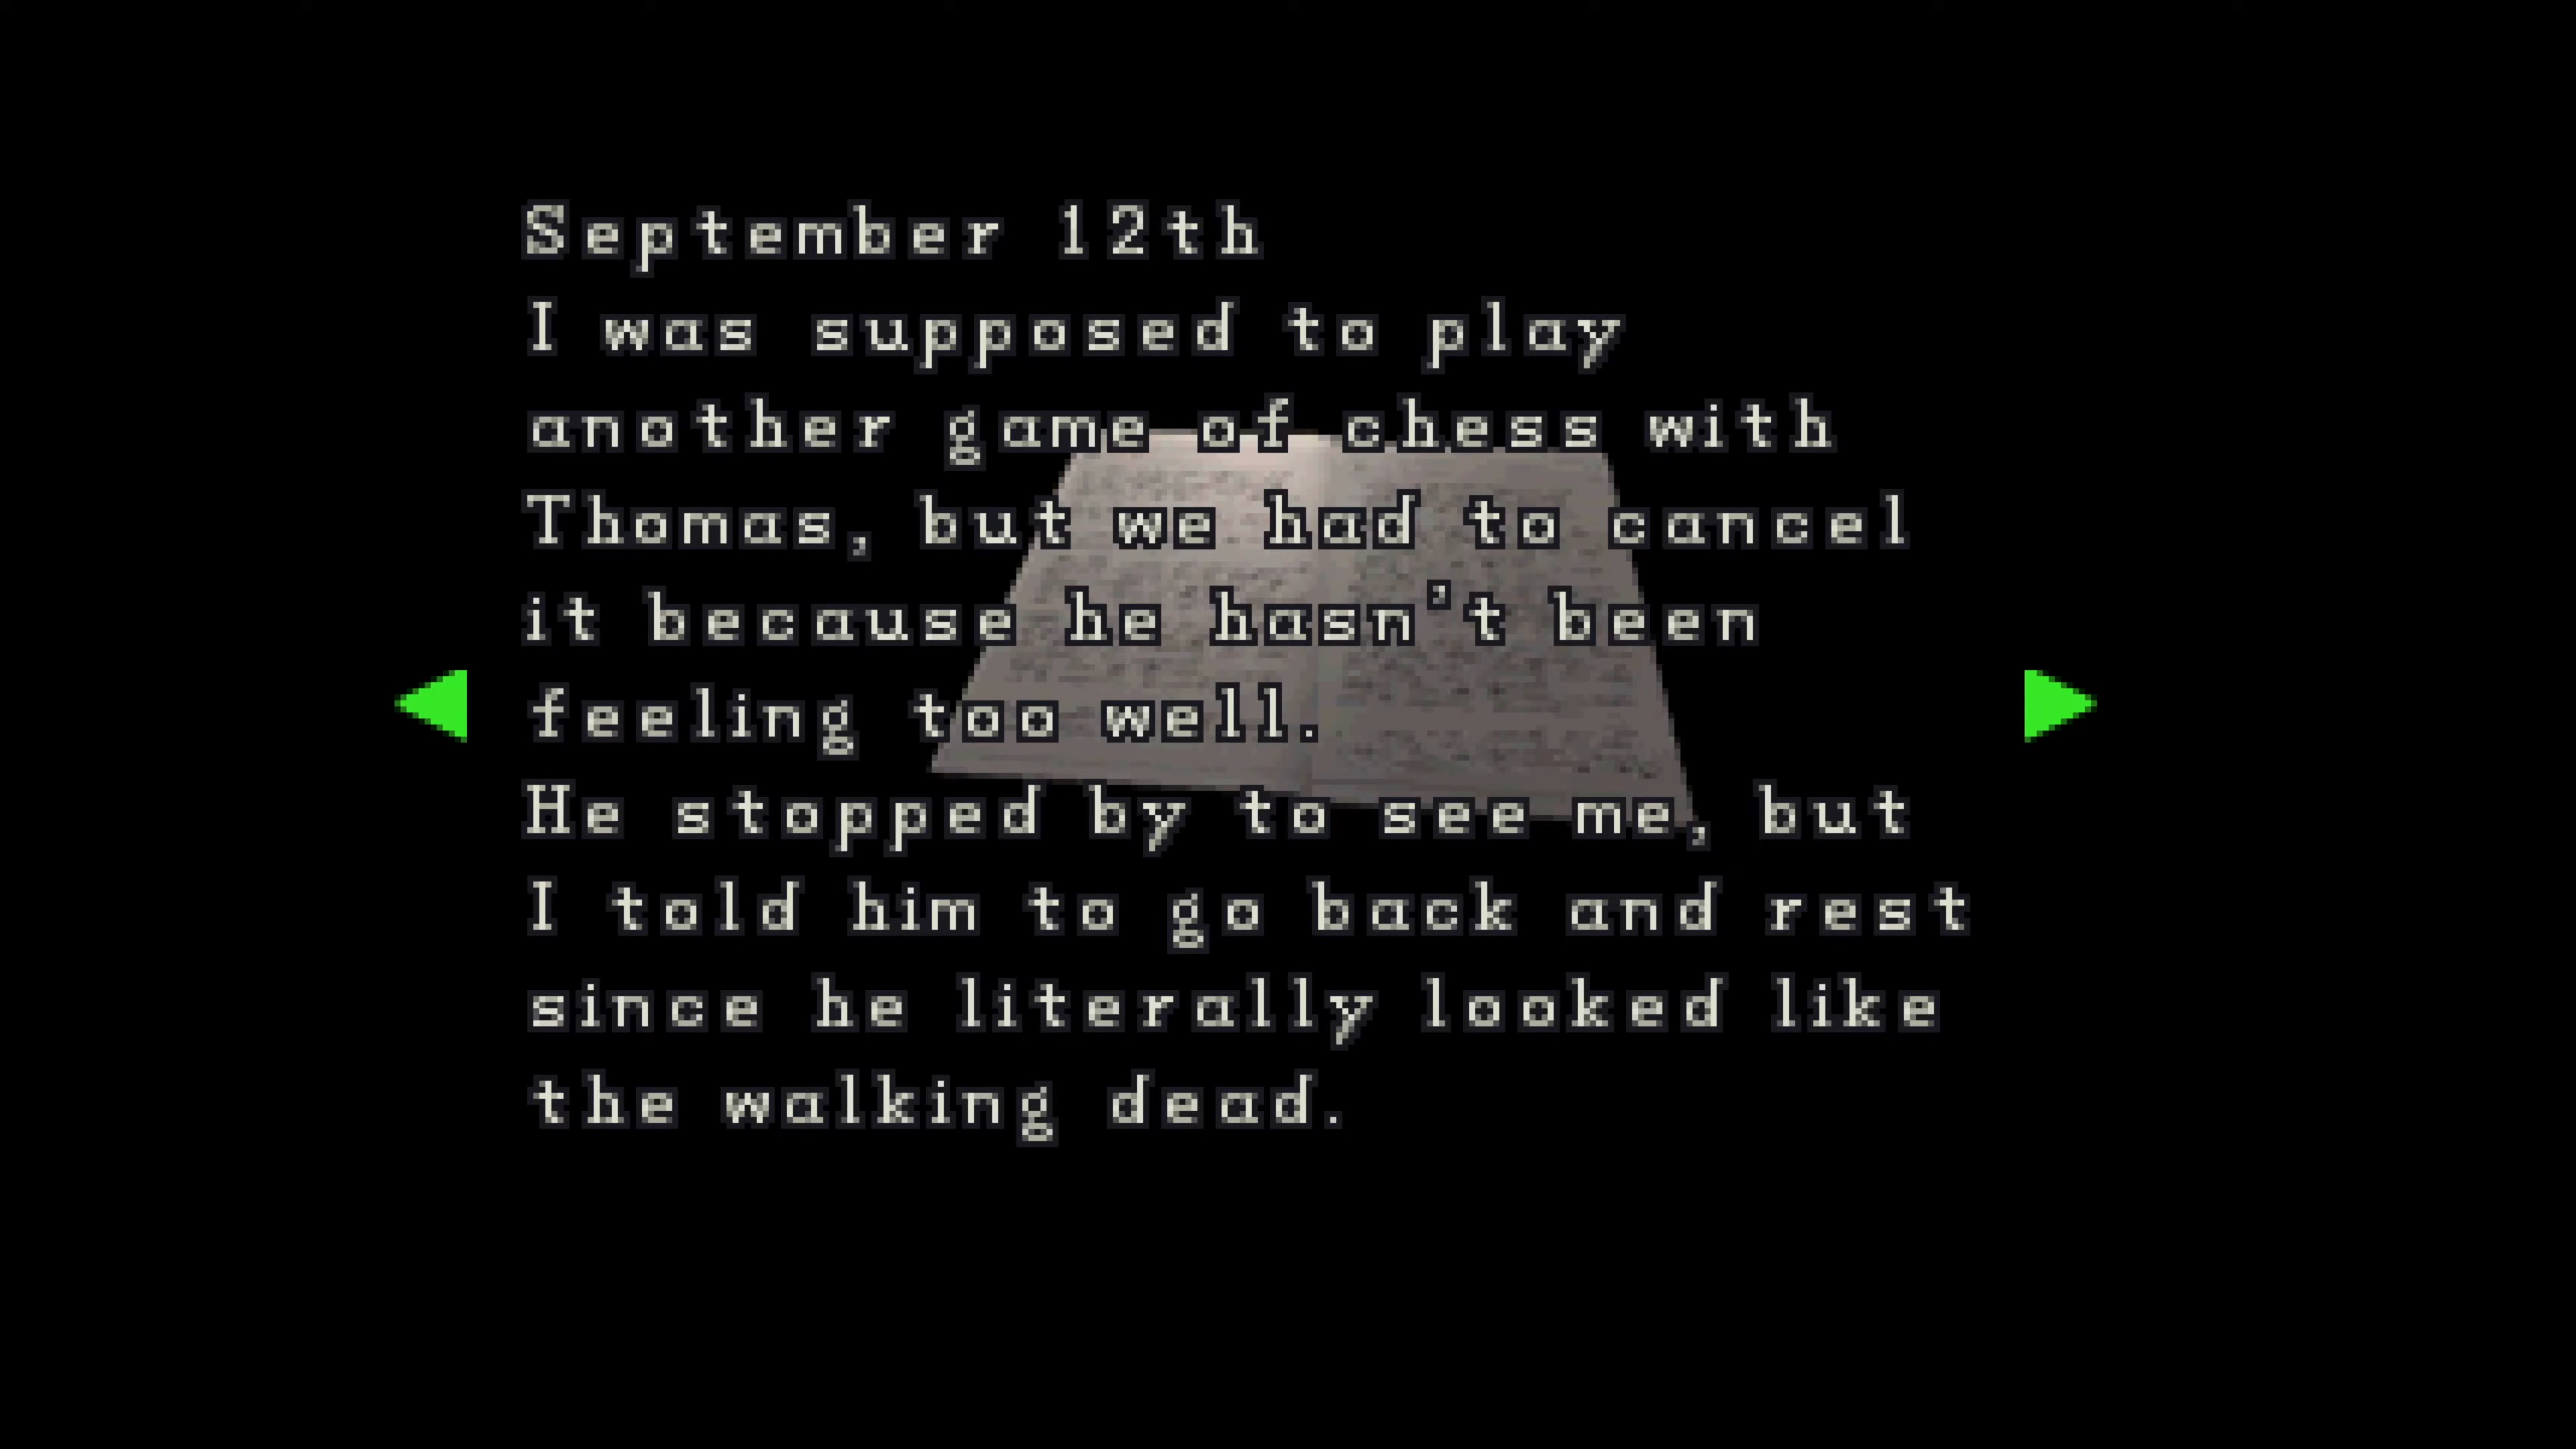 September 12th
I was supposed to play
another game of chess with
Thomas, but we had to cancel
it because he hasn't been
feeling too well.
He stopped by to see me, but
I told him to go back and rest
since he literally looked like
the walking dead.